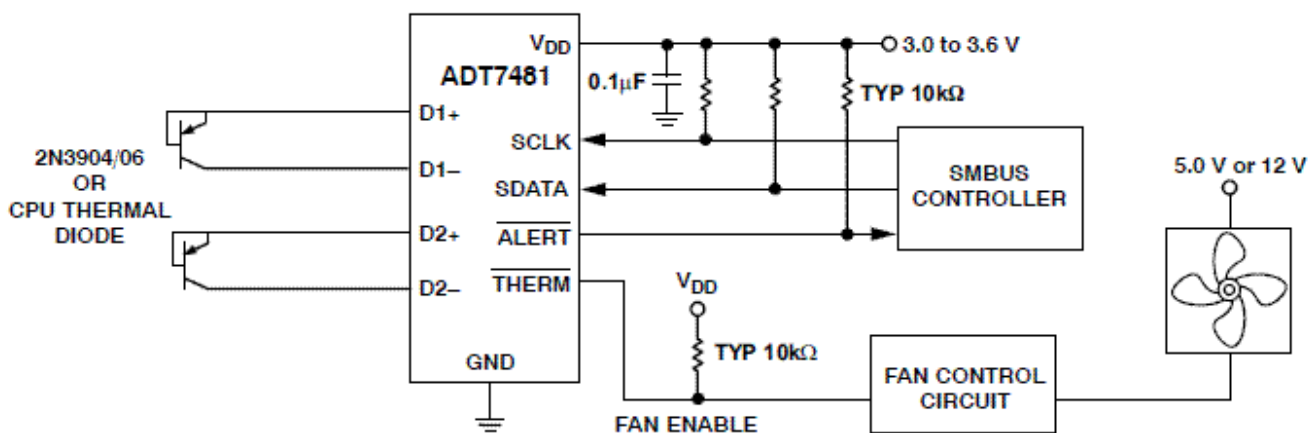 V_DD
3.0 to 3.6 V
ADT7481
0.1µF
TYP 10kΩ
D1+
SCLK
2N3904/06
OR
CPU THERMAL
DIODE
D1–
SDATA
SMBUS
CONTROLLER
5.0 V or 12 V
D2+
ALERT
D2–
THERM
V_DD
TYP 10kΩ
GND
FAN ENABLE
FAN CONTROL
CIRCUIT